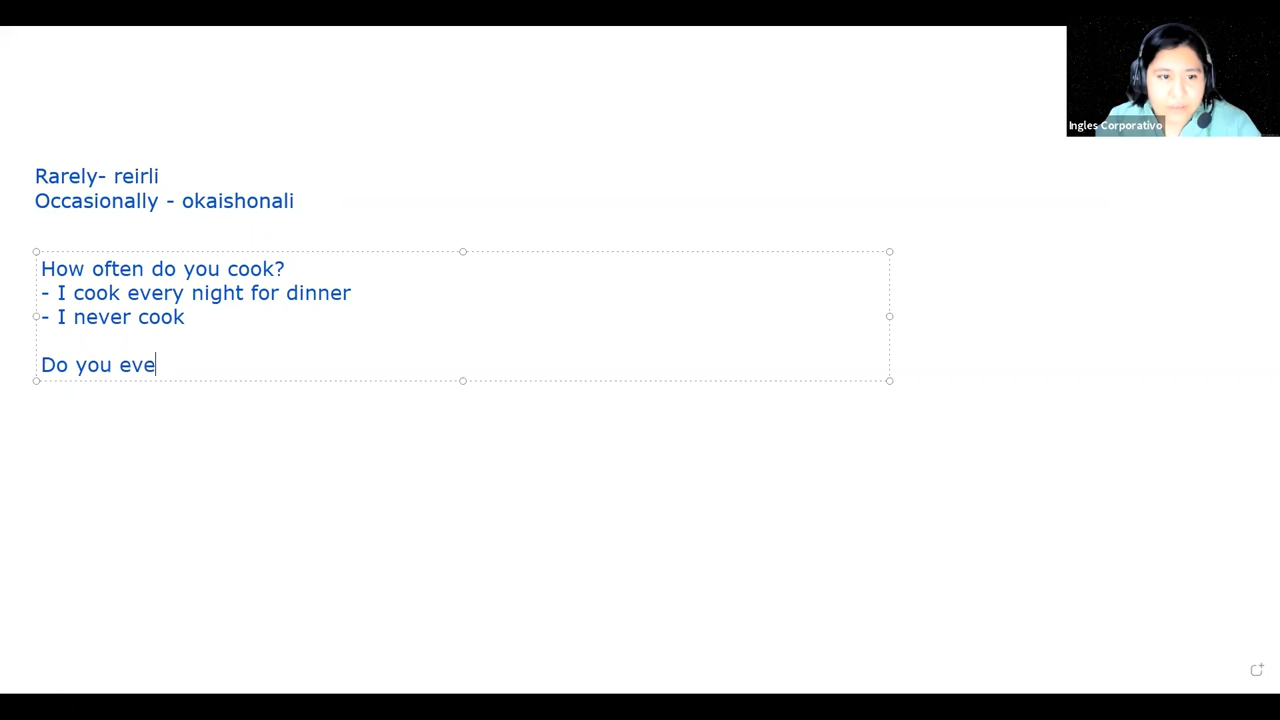 Ingles Corporativo
Rarely- reirli
Occasionally - okaishonali
How often do you cook?
- I cook every night for dinner
- I never cook
Do you eve